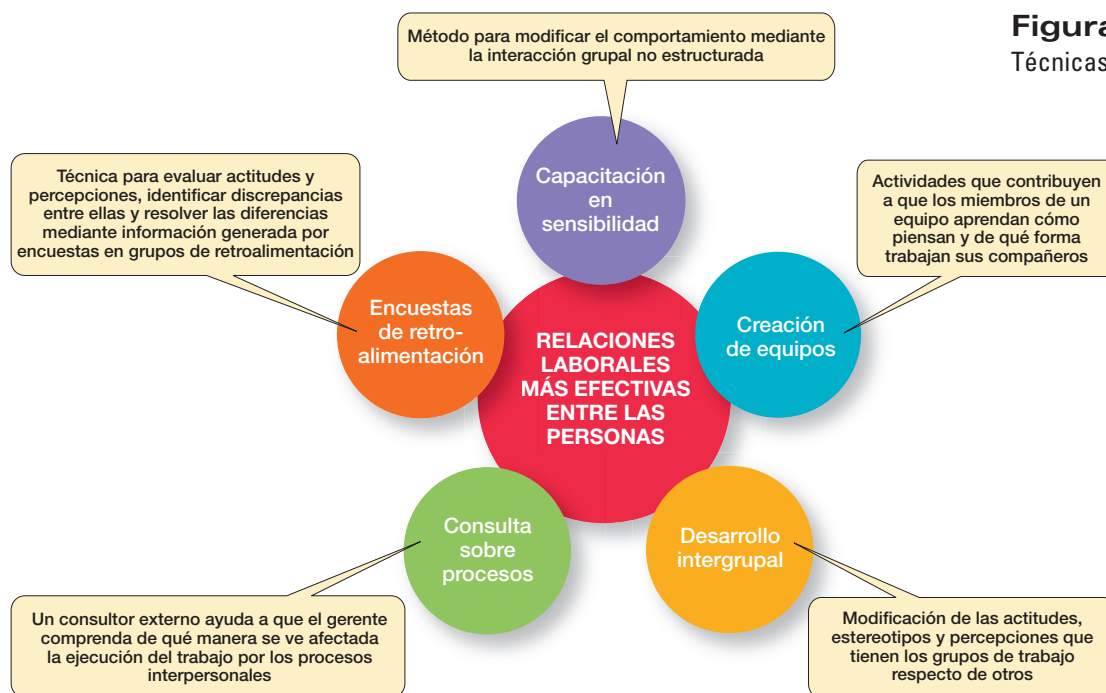 Figura
Técnicas
Método para modificar el comportamiento mediante
la interacción grupal no estructurada
Capacitación
en
sensibilidad
Técnica para evaluar actitudes y
percepciones, identificar discrepancias
entre ellas y resolver las diferencias
mediante información generada por
encuestas en grupos de retroalimentación
Actividades que contribuyen
a que los miembros de un
equipo aprendan cómo
piensan y de qué forma
trabajan sus compañeros
Encuestas
de retro-
alimentación
Creación
de equipos
RELACIONES
LABORALES
MÁS EFECTIVAS
ENTRE LAS
PERSONAS
Consulta
sobre
procesos
Desarrollo
intergrupal
Un consultor externo ayuda a que el gerente
comprenda de qué manera se ve afectada
la ejecución del trabajo por los procesos
interpersonales
Modificación de las actitudes,
estereotipos y percepciones que
tienen los grupos de trabajo
respecto de otros